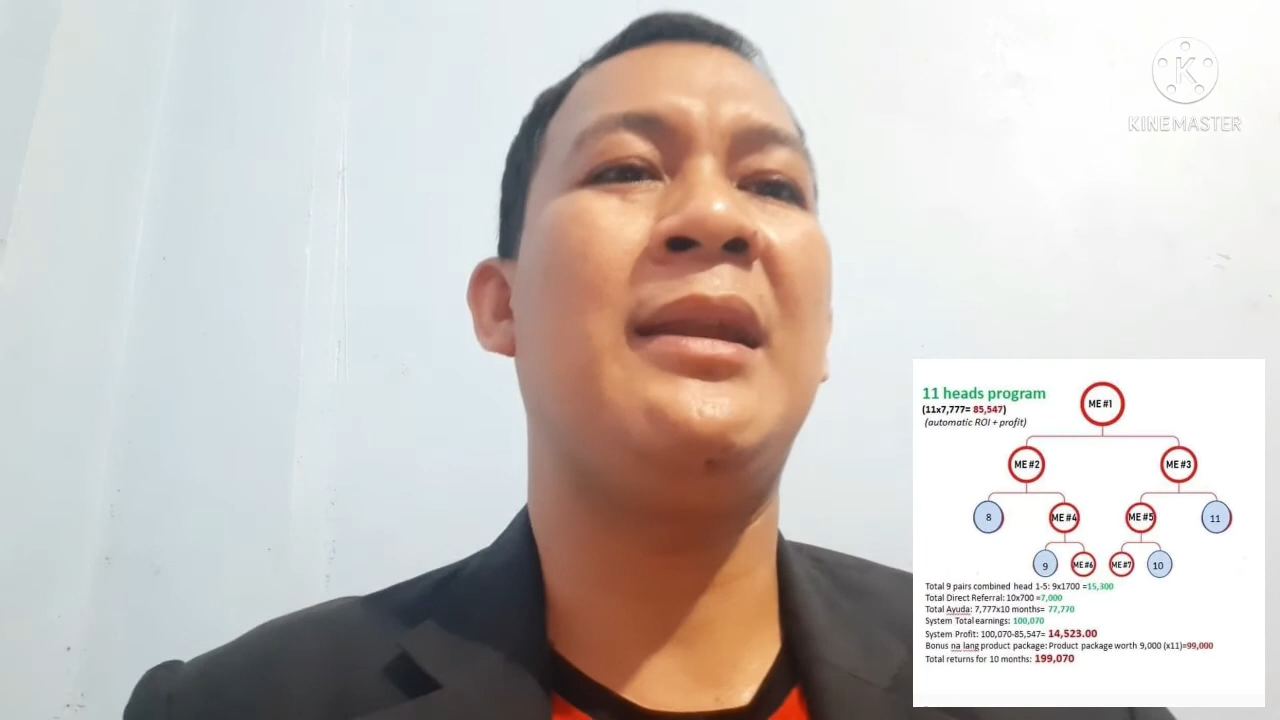 KINEMASTER
11 heads program
(11x7,777= 85,547)
(automatic ROI + profit)
ME #1
ME #2
ME #3
8
ME #4
ME #5
11
9
ME #6
ME #7
10
Total 9 pairs combined head 1-5: 9x1700 =15,300
Total Direct Referral: 10x700 =7,000
Total Ayuda: 7,777x10 months= 77,770
System Total earnings: 100,070
System Profit: 100,070-85,547= 14,523.00
Bonus na lang product package: Product package worth 9,000 (x11)=99,000
Total returns for 10 months: 199,070